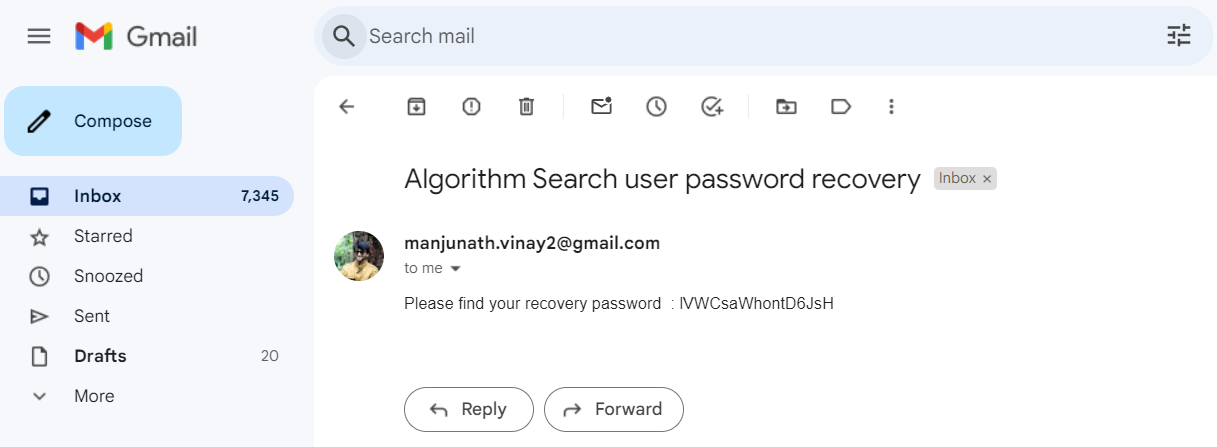 Gmail
Search mail
Compose
Inbox 7,345
Starred
Snoozed
Sent
Drafts 20
More
Algorithm Search user password recovery Inbox ×
manjunath.vinay2@gmail.com
to me
Please find your recovery password : lVWCsaWhontD6JsH
Reply Forward